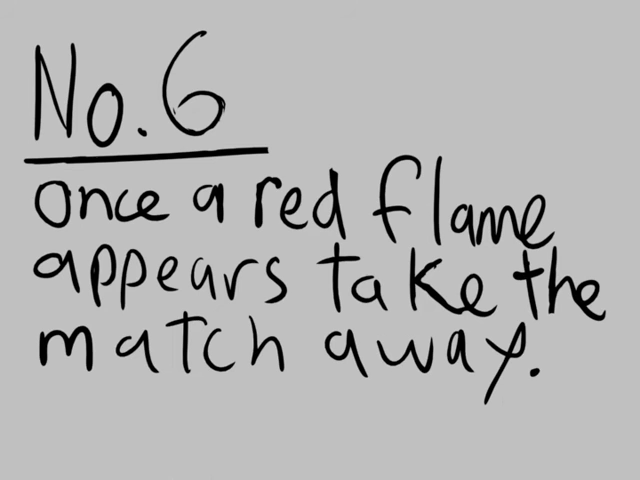 No. 6
once a red flame
appears take the
match away.